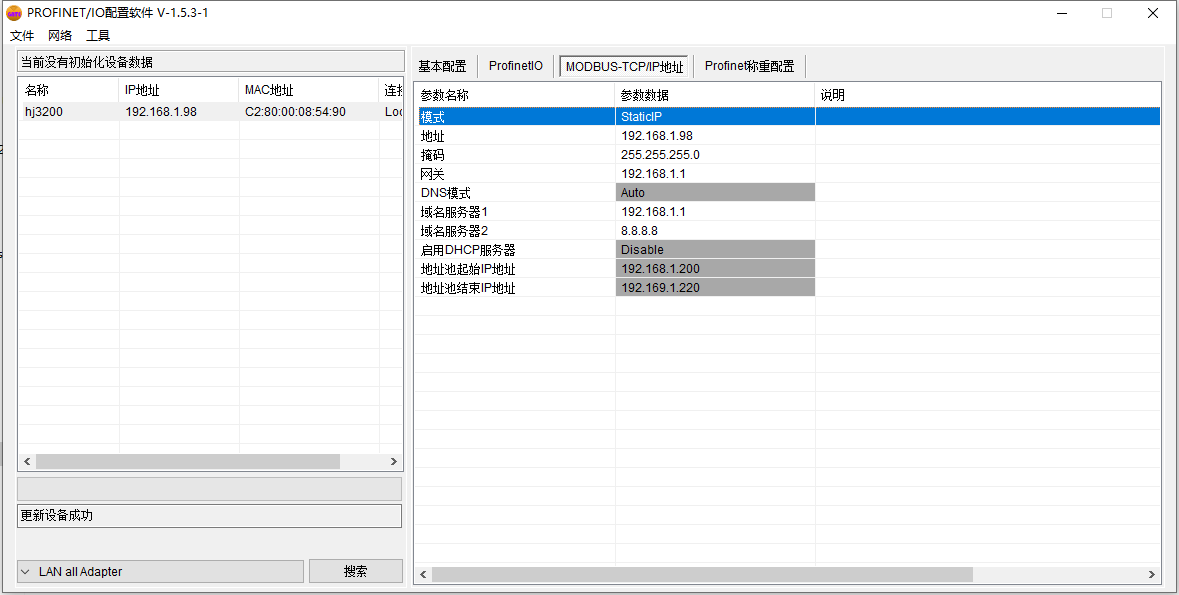 PROFINET/IO配置软件 V-1.5.3-1
文件 网络 工具
当前没有初始化设备数据
名称 IP地址 MAC地址 连接
hj3200 192.168.1.98 C2:80:00:08:54:90 Loc
更新设备成功
LAN all Adapter 搜索
基本配置 ProfinetIO MODBUS-TCP/IP地址 Profinet称重配置
参数名称 参数数据 说明
模式 StaticIP
地址 192.168.1.98
掩码 255.255.255.0
网关 192.168.1.1
DNS模式 Auto
域名服务器1 192.168.1.1
域名服务器2 8.8.8.8
启用DHCP服务器 Disable
地址池起始IP地址 192.168.1.200
地址池结束IP地址 192.169.1.220